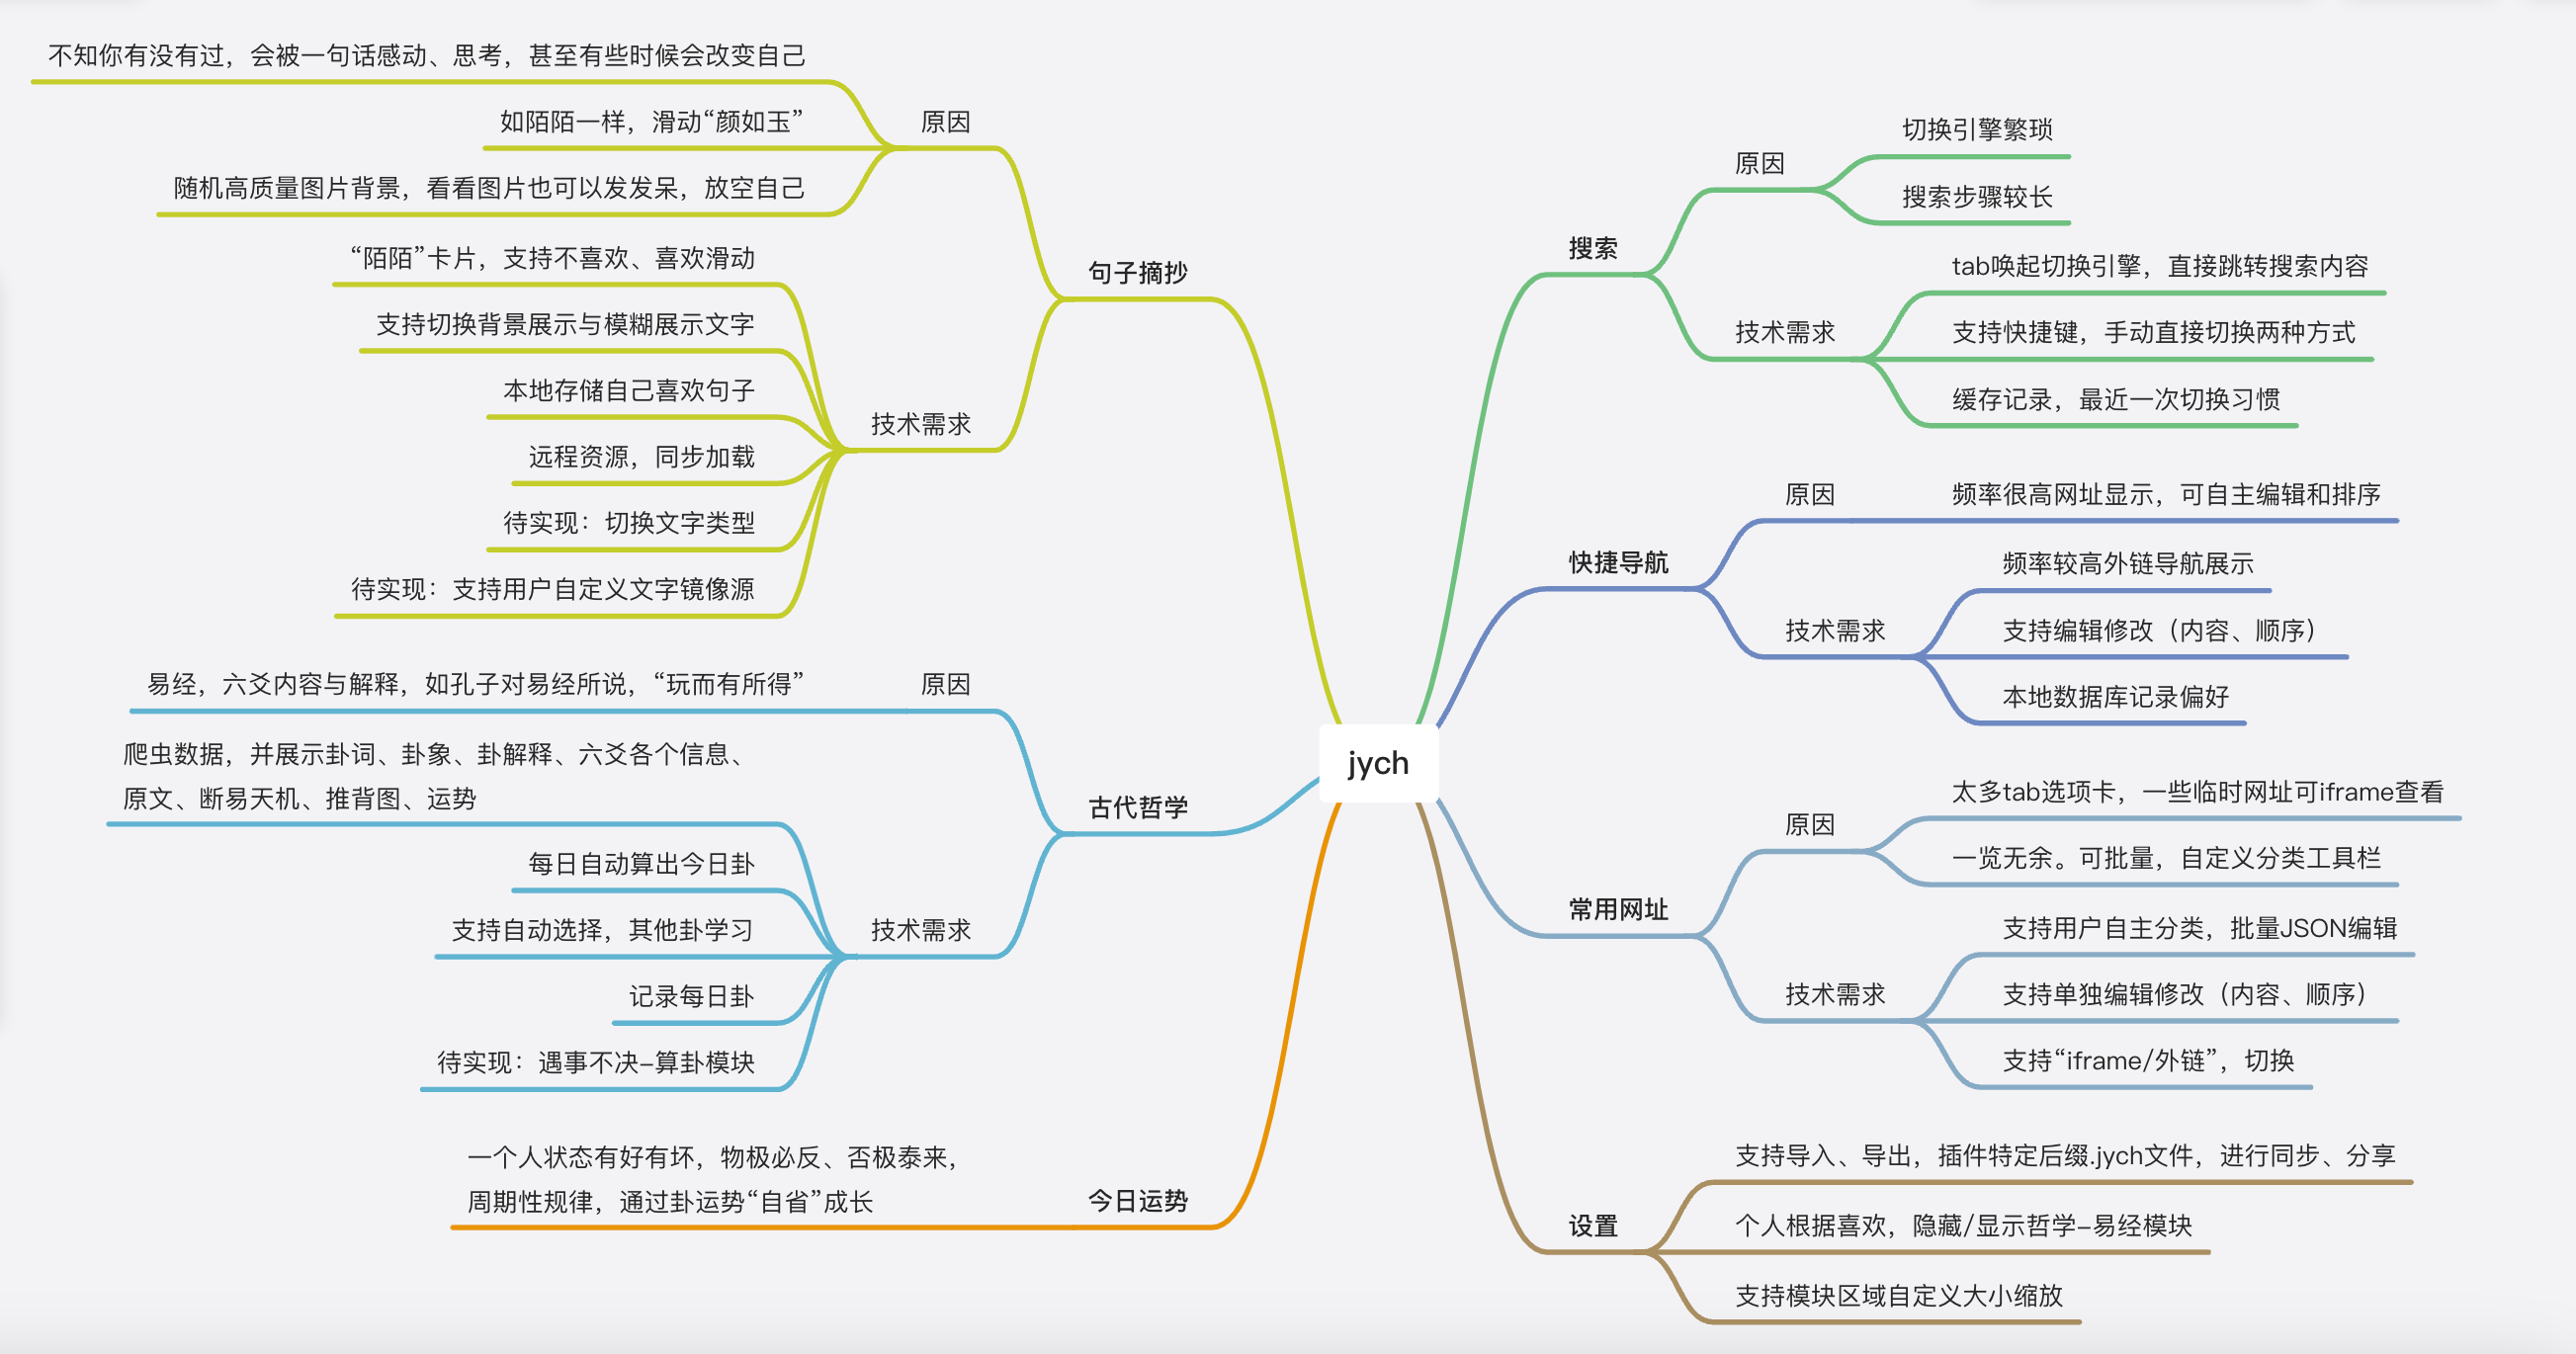 jych
搜索
原因
切换引擎繁琐
搜索步骤较长
技术需求
tab唤起切换引擎，直接跳转搜索内容
支持快捷键，手动直接切换两种方式
缓存记录，最近一次切换习惯
快捷导航
原因
频率很高网址显示，可自主编辑和排序
技术需求
频率较高外链导航展示
支持编辑修改（内容、顺序）
本地数据库记录偏好
常用网址
原因
太多tab选项卡，一些临时网址可iframe查看
一览无余。可批量，自定义分类工具栏
技术需求
支持用户自主分类，批量JSON编辑
支持单独编辑修改（内容、顺序）
支持“iframe/外链”，切换
设置
支持导入、导出，插件特定后缀.jych文件，进行同步、分享
个人根据喜欢，隐藏/显示哲学-易经模块
支持模块区域自定义大小缩放
句子摘抄
原因
不知你有没有过，会被一句话感动、思考，甚至有些时候会改变自己
如陌陌一样，滑动“颜如玉”
随机高质量图片背景，看看图片也可以发发呆，放空自己
技术需求
“陌陌”卡片，支持不喜欢、喜欢滑动
支持切换背景展示与模糊展示文字
本地存储自己喜欢句子
远程资源，同步加载
待实现：切换文字类型
待实现：支持用户自定义文字镜像源
古代哲学
原因
易经，六爻内容与解释，如孔子对易经所说，“玩而有所得”
技术需求
爬虫数据，并展示卦词、卦象、卦解释、六爻各个信息、
原文、断易天机、推背图、运势
每日自动算出今日卦
支持自动选择，其他卦学习
记录每日卦
待实现：遇事不决-算卦模块
今日运势
一个人状态有好有坏，物极必反、否极泰来，
周期性规律，通过卦运势“自省”成长